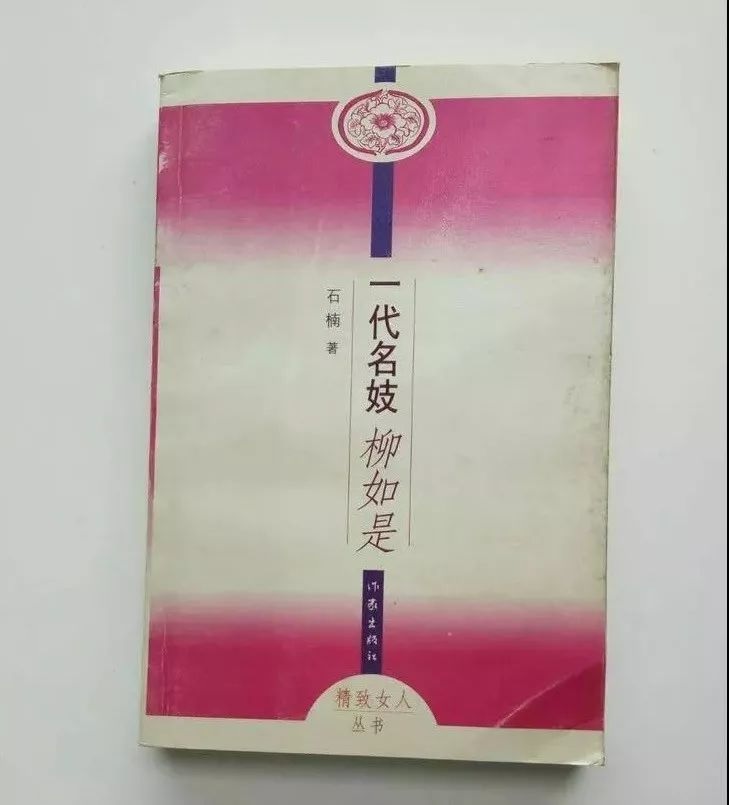 一代名妓
柳如是
石楠 著
作家出版社
精致女人
丛书